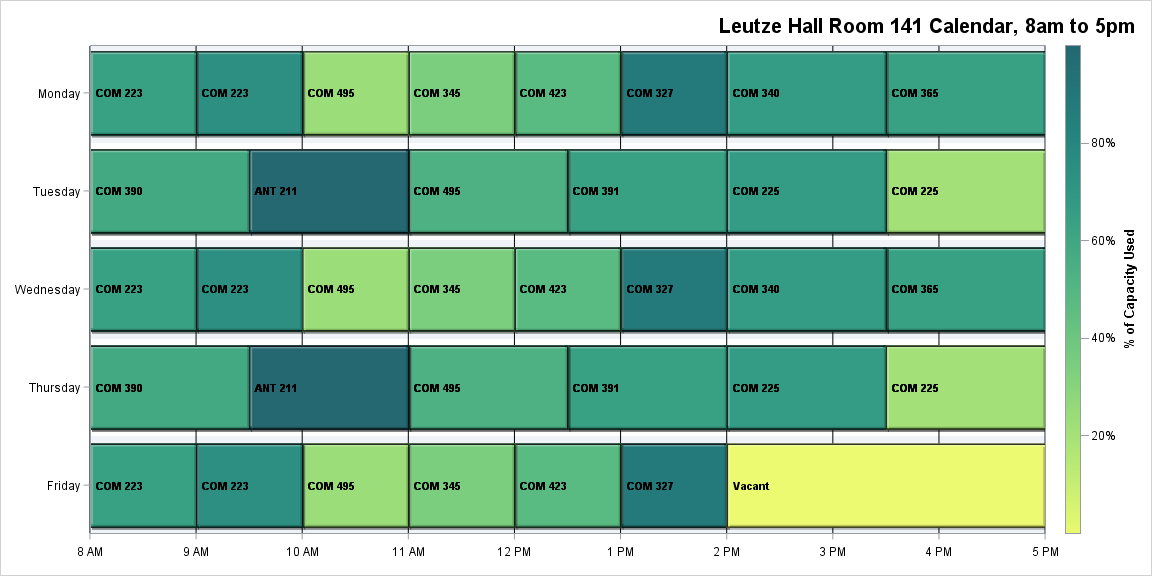 Leutze Hall Room 141 Calendar, 8am to 5pm
Monday COM 223 COM 223 COM 495 COM 345 COM 423 COM 327 COM 340 COM 365
Tuesday COM 390 ANT 211 COM 495 COM 391 COM 225 COM 225
Wednesday COM 223 COM 223 COM 495 COM 345 COM 423 COM 327 COM 340 COM 365
Thursday COM 390 ANT 211 COM 495 COM 391 COM 225 COM 225
Friday COM 223 COM 223 COM 495 COM 345 COM 423 COM 327 Vacant
8 AM 9 AM 10 AM 11 AM 12 PM 1 PM 2 PM 3 PM 4 PM 5 PM
80%
60%
40%
20%
% of Capacity Used